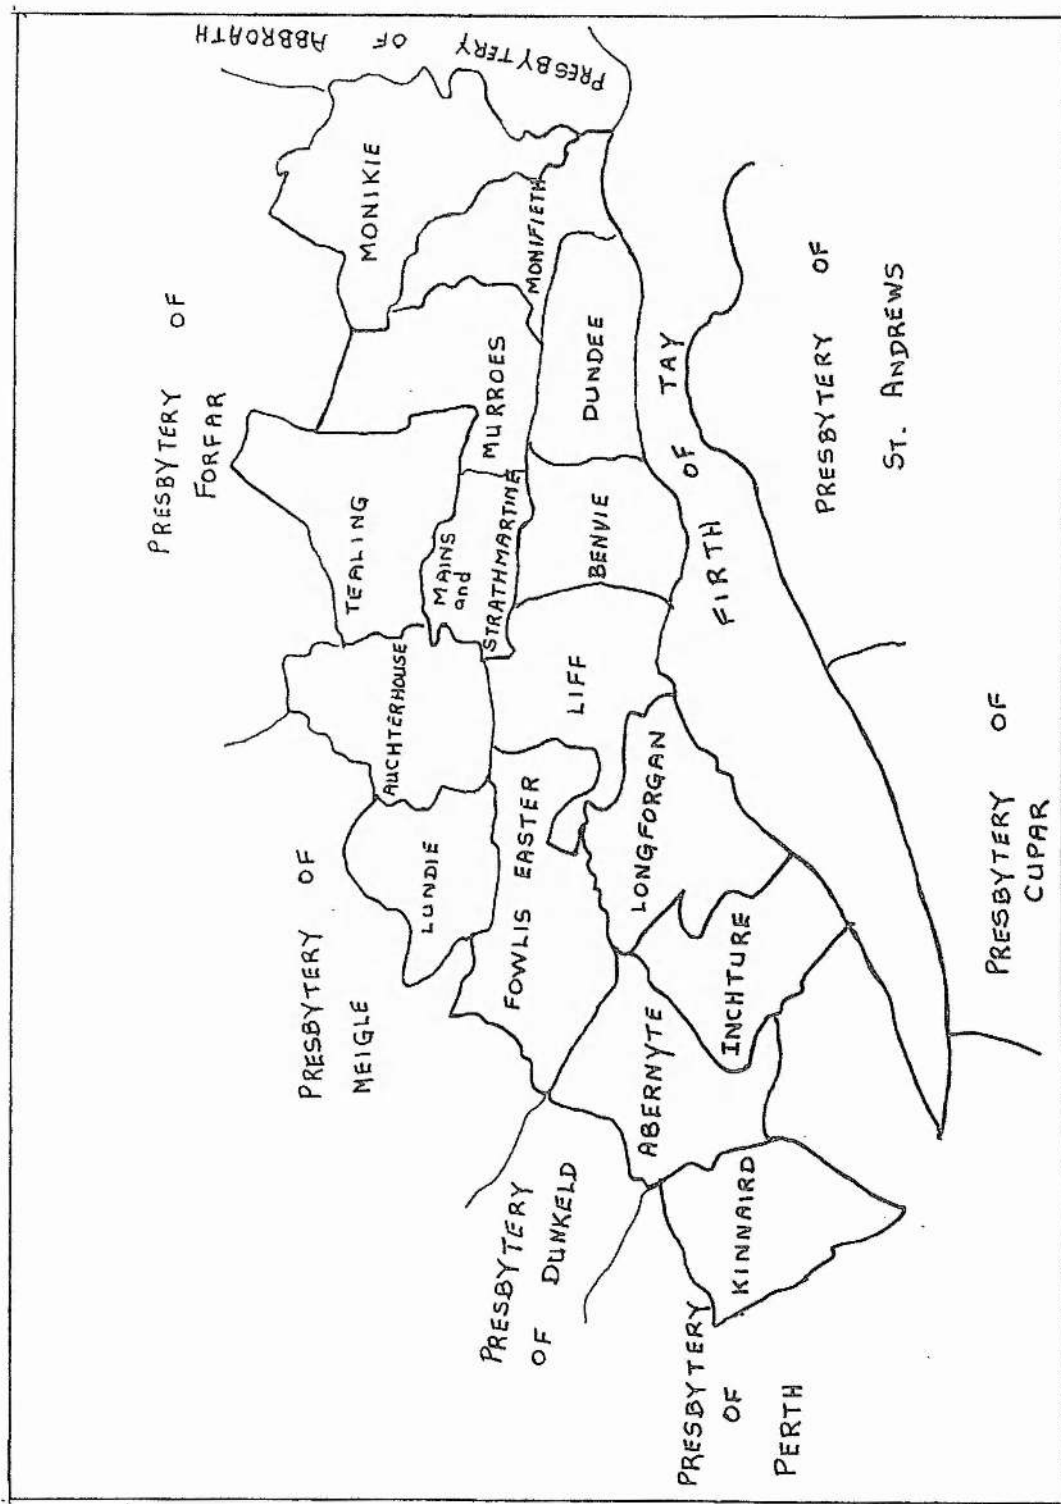 PRESBYTERY OF ABBROATH
PRESBYTERY OF
FORFAR
PRESBYTERY OF
MEIGLE
PRESBYTERY
OF DUNKELD
PRESBYTERY
OF
PERTH
MONIKIE
MONIFIETH
MURROES
TEALING
MAINS
and
STRATHMARTINE
AUCHTERHOUSE
LUNDIE
DUNDEE
BENVIE
LIFF
FOWLIS EASTER
LONGFORGAN
INCHTURE
ABERNYTE
KINNAIRD
FIRTH OF TAY
PRESBYTERY OF
ST. ANDREWS
PRESBYTERY OF
CUPAR